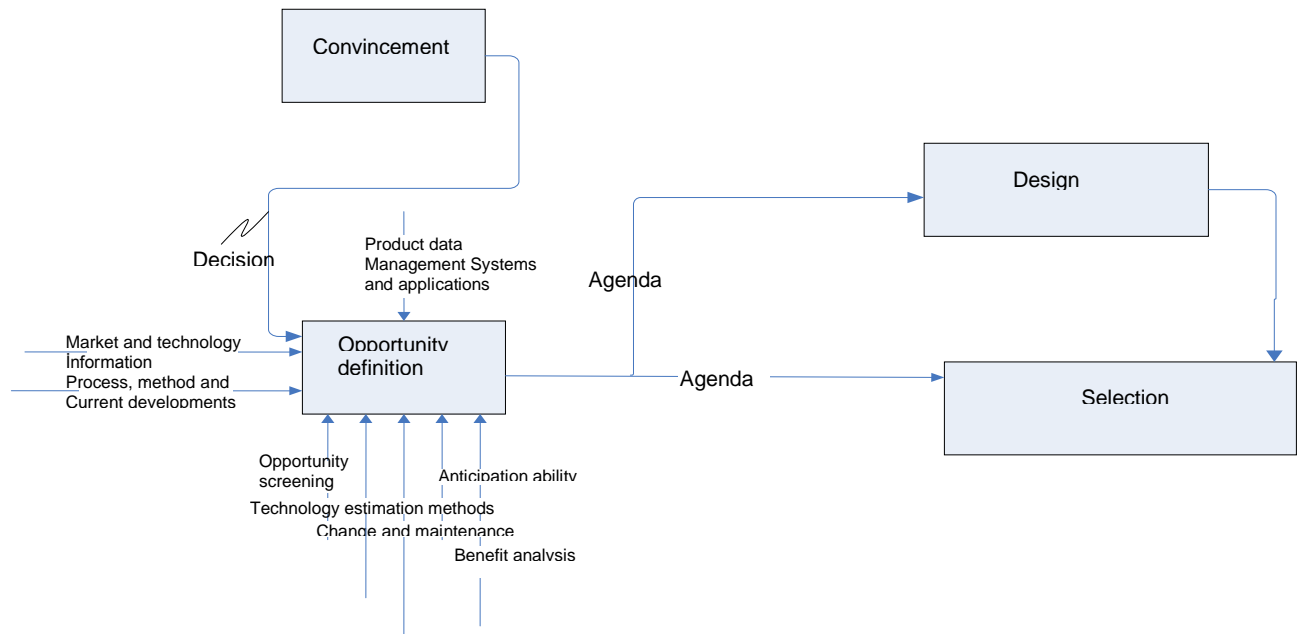 Convincement
Design
Decision
Product data
Management Systems
and applications
Agenda
Market and technology
Information
Process, method and
Current developments
Opportunity
definition
Agenda
Selection
Opportunity
screening
Anticipation ability
Technology estimation methods
Change and maintenance
Benefit analysis